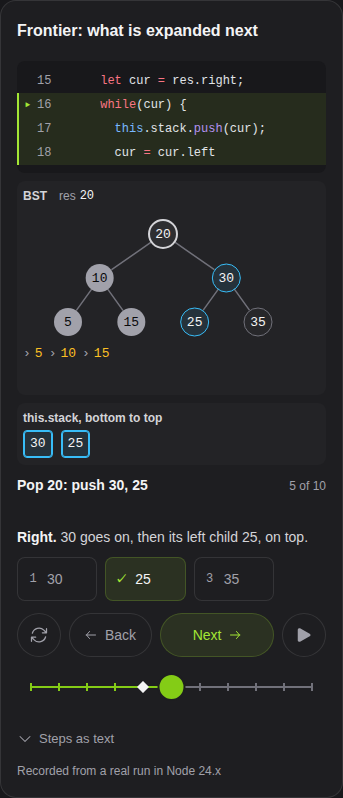 Frontier: what is expanded next
15 let cur = res.right;
16 while(cur) {
17 this.stack.push(cur);
18 cur = cur.left
BST res 20
20
10 30
5 15 25 35
› 5 › 10 › 15
this.stack, bottom to top
30 25
Pop 20: push 30, 25 5 of 10
Right. 30 goes on, then its left child 25, on top.
1 30 ✓ 25 3 35
← Back Next →
Steps as text
Recorded from a real run in Node 24.x